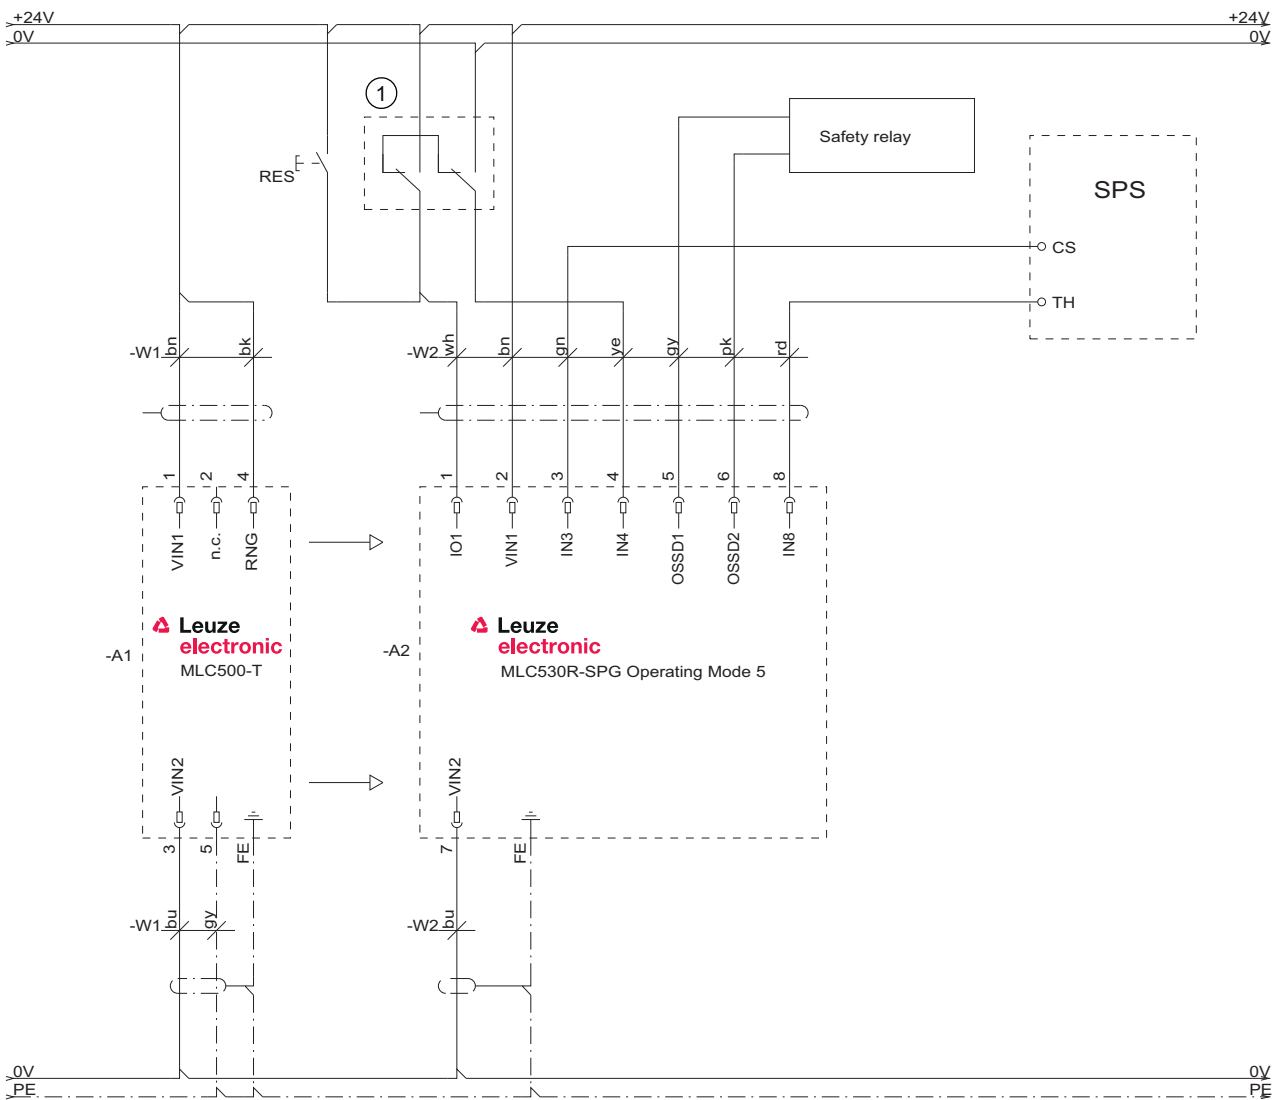 +24V +24V
0V 0V
1
Safety relay
RES
SPS
CS
TH
-W1 bn bk -W2 wh bn gn ye gy pk rd
1 2 4 1 2 3 4 5 6 8
VIN1 n.c. RNG IO1 VIN1 IN3 IN4 OSSD1 OSSD2 IN8
Leuze Leuze
electronic electronic
-A1 MLC500-T -A2 MLC530R-SPG Operating Mode 5
VIN2 VIN2
3 5 FE 7 FE
-W1 bu gy -W2 bu
0V 0V
PE PE